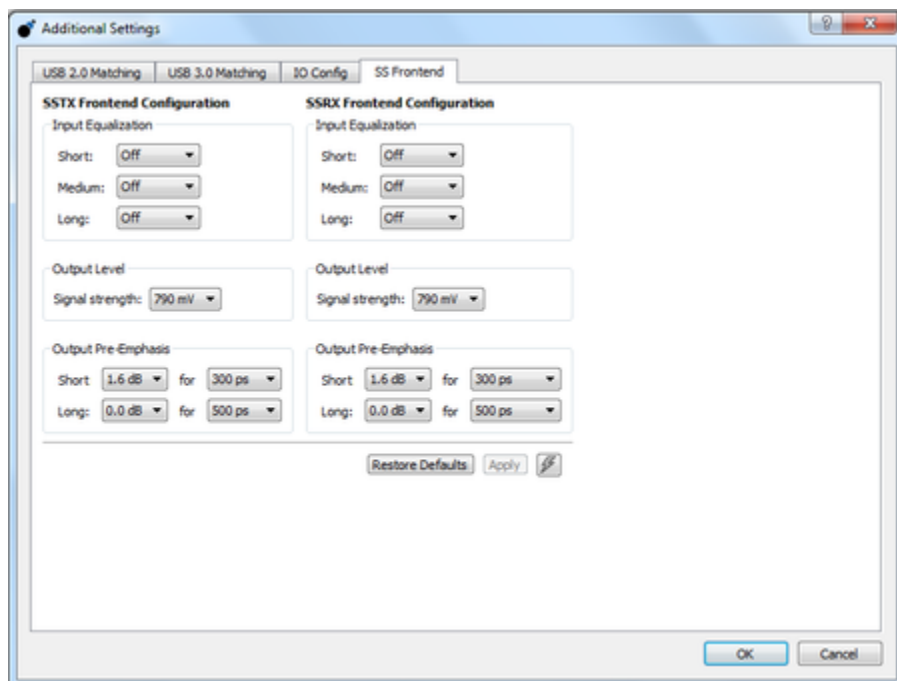 Additional Settings
USB 2.0 Matching USB 3.0 Matching IO Config SS Frontend
SSTX Frontend Configuration SSRX Frontend Configuration
Input Equalization Input Equalization
Short: Off Short: Off
Medium: Off Medium: Off
Long: Off Long: Off
Output Level Output Level
Signal strength: 790 mV Signal strength: 790 mV
Output Pre-Emphasis Output Pre-Emphasis
Short 1.6 dB for 300 ps Short 1.6 dB for 300 ps
Long: 0.0 dB for 500 ps Long: 0.0 dB for 500 ps
Restore Defaults Apply
OK Cancel